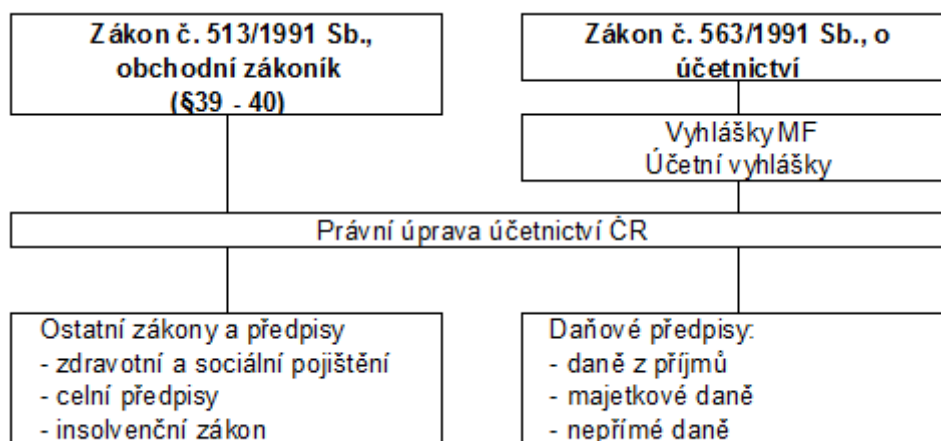 Zákon č. 513/1991 Sb.,
obchodní zákoník
(§39 - 40)
Zákon č. 563/1991 Sb., o
účetnictví
Vyhlášky MF
Účetní vyhlášky
Právní úprava účetnictví ČR
Ostatní zákony a předpisy
- zdravotní a sociální pojištění
- celní předpisy
- insolvenční zákon
Daňové předpisy:
- daně z příjmů
- majetkové daně
- nepřímé daně